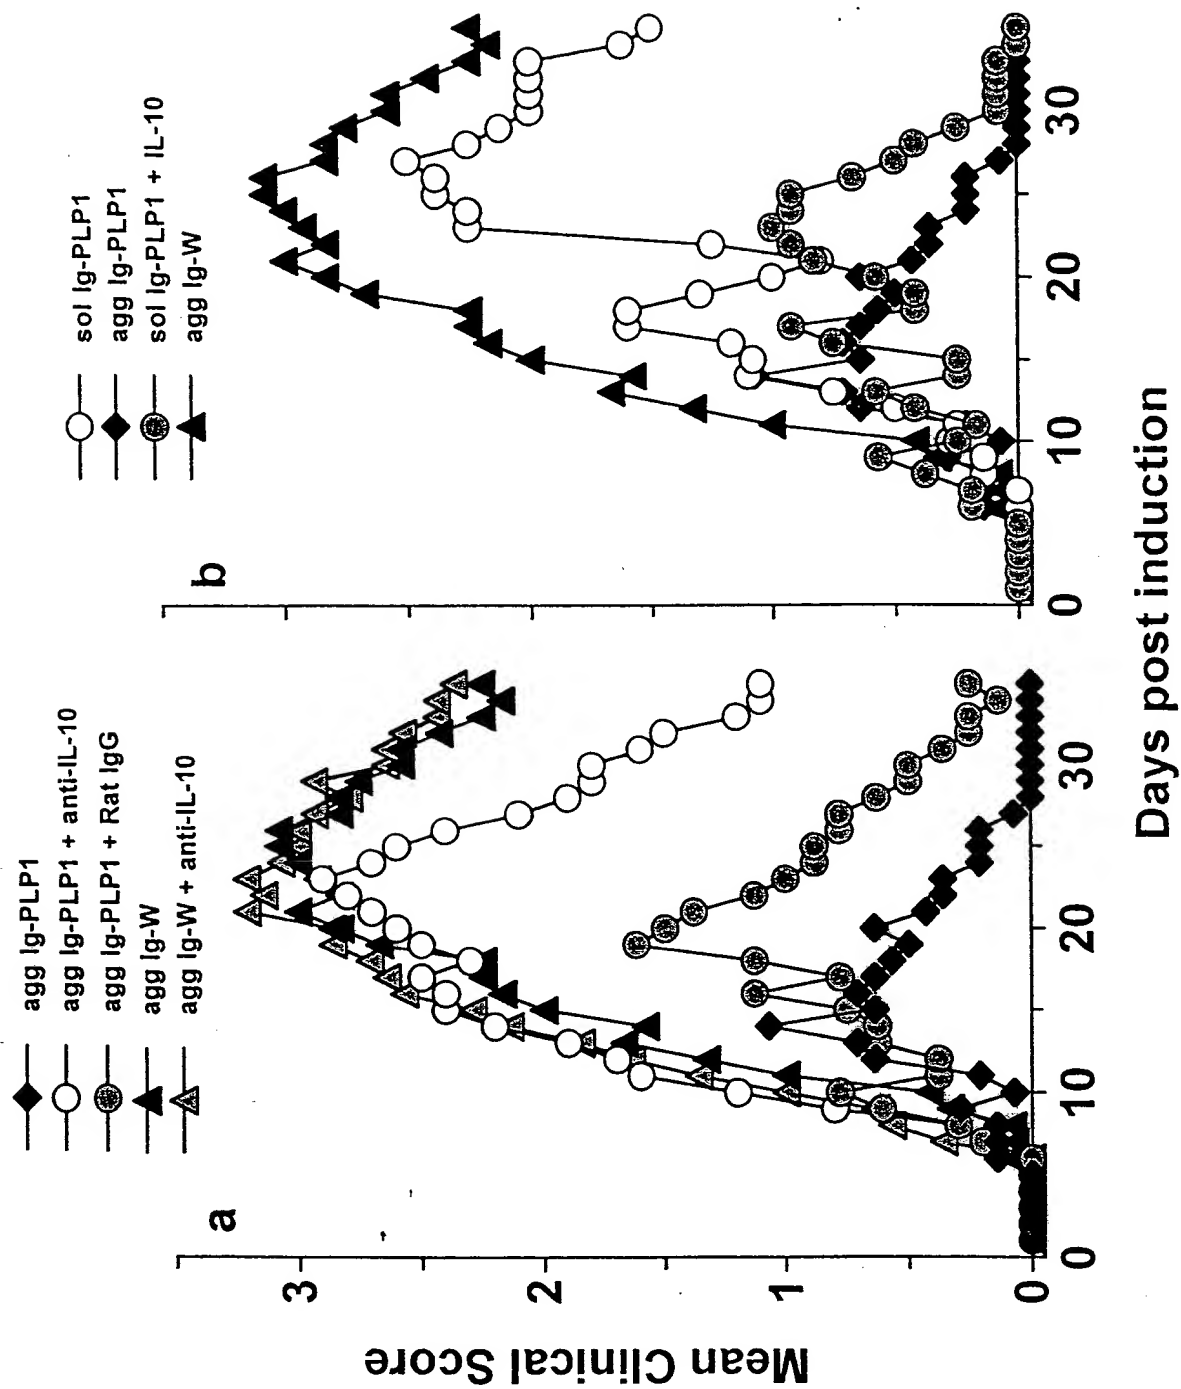 a
agg Ig-PLP1
agg Ig-PLP1 + anti-IL-10
agg Ig-PLP1 + Rat IgG
agg Ig-W
agg Ig-W + anti-IL-10
Mean Clinical Score
3
2
1
0
0
10
20
30
b
sol Ig-PLP1
agg Ig-PLP1
sol Ig-PLP1 + IL-10
agg Ig-W
0
10
20
30
Days post induction